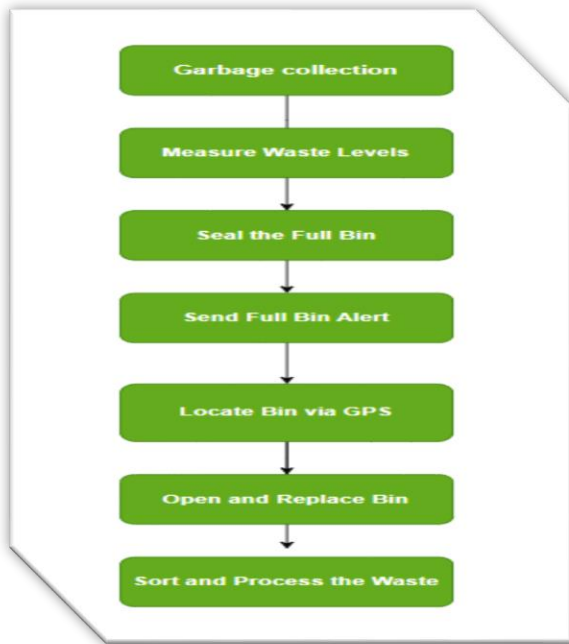 Garbage collection
Measure Waste Levels
Seal the Full Bin
Send Full Bin Alert
Locate Bin via GPS
Open and Replace Bin
Sort and Process the Waste